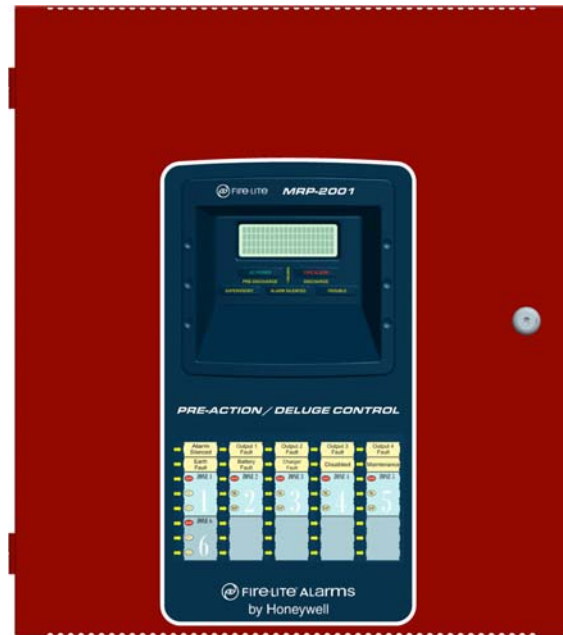 FIRE·LITE MRP-2001
AC POWER FIRE ALARM
PRE-DISCHARGE DISCHARGE
SUPERVISORY ALARM SILENCED TROUBLE
PRE-ACTION / DELUGE CONTROL
Alarm Silenced Output 1 Fault Output 2 Fault Output 3 Fault Output 4 Fault
Earth Fault Battery Fault Charger Fault Disabled Maintenance
ZONE 1 ZONE 2 ZONE 3 ZONE 4 ZONE 5
1 2 3 4 5
ZONE 6
6
FIRE·LITE® ALARMS
by Honeywell